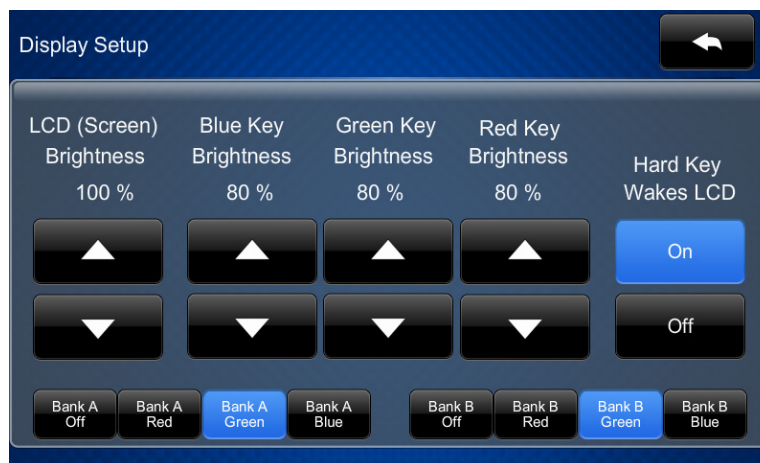 Display Setup
LCD (Screen)
Brightness
100 %
Blue Key
Brightness
80 %
Green Key
Brightness
80 %
Red Key
Brightness
80 %
Hard Key
Wakes LCD
On
Off
Bank A
Off
Bank A
Red
Bank A
Green
Bank A
Blue
Bank B
Off
Bank B
Red
Bank B
Green
Bank B
Blue